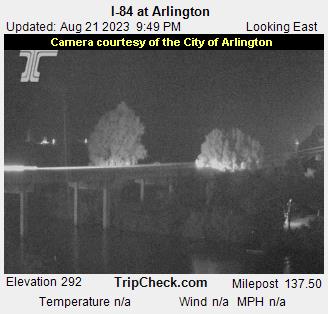 I-84 at Arlington
Updated: Aug 21 2023 9:49 PM Looking East
Camera courtesy of the City of Arlington
Elevation 292 TripCheck.com Milepost 137.50
Temperature n/a Wind n/a MPH n/a